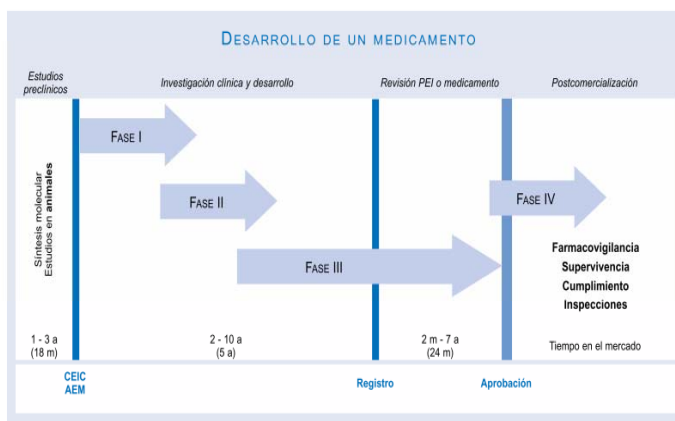 DESARROLLO DE UN MEDICAMENTO
Estudios
preclínicos
Investigación clínica y desarrollo
Revisión PEI o medicamento
Postcomercialización
FASE I
FASE II
FASE III
FASE IV
Síntesis molecular
Estudios en animales
Farmacovigilancia
Supervivencia
Cumplimiento
Inspecciones
1 - 3 a
(18 m)
2 - 10 a
(5 a)
2 m - 7 a
(24 m)
Tiempo en el mercado
CEIC
AEM
Registro
Aprobación